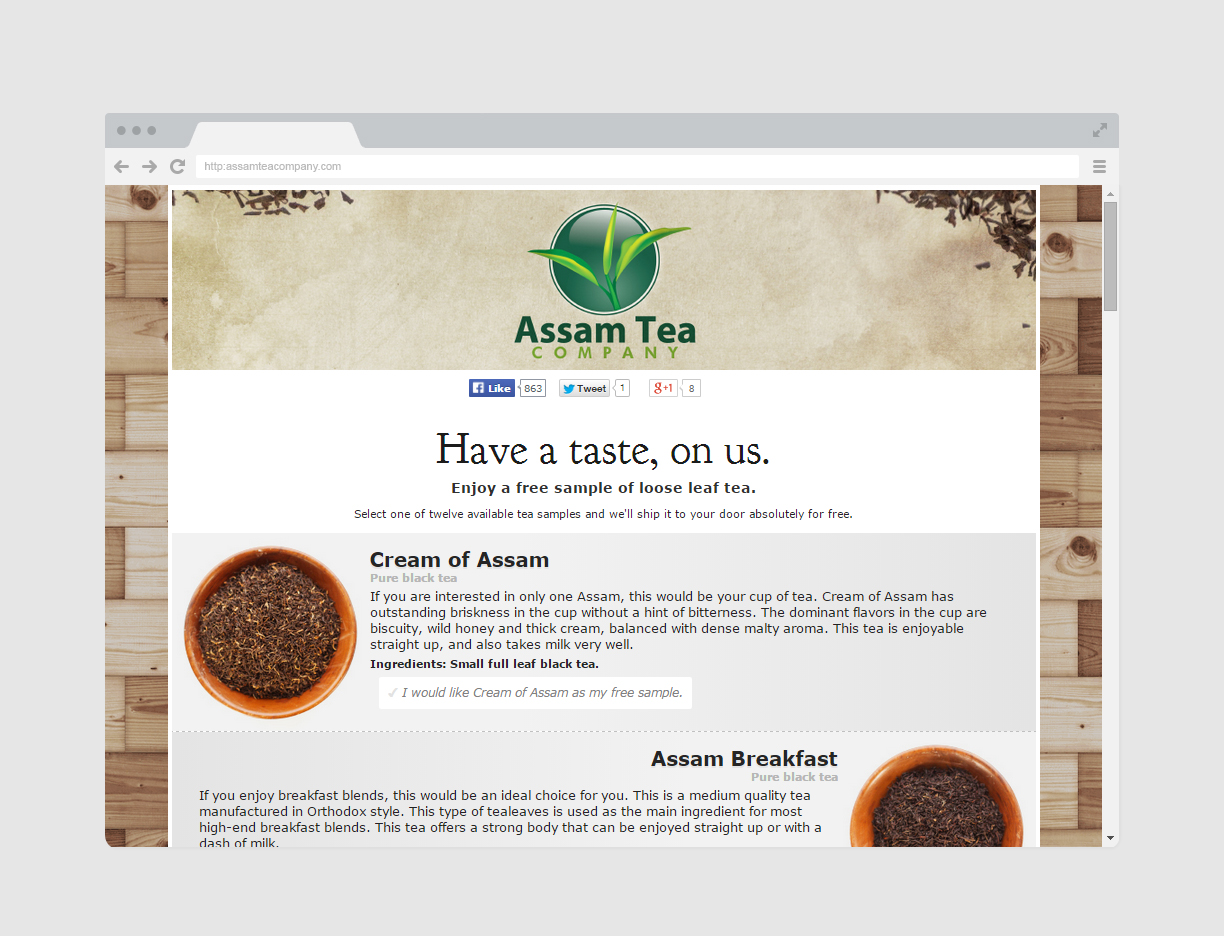 http:assamteacompany.com
Assam Tea
COMPANY
Like 863 Tweet 1 g+1 8
Have a taste, on us.
Enjoy a free sample of loose leaf tea.
Select one of twelve available tea samples and we'll ship it to your door absolutely for free.
Cream of Assam
Pure black tea
If you are interested in only one Assam, this would be your cup of tea. Cream of Assam has
outstanding briskness in the cup without a hint of bitterness. The dominant flavors in the cup are
biscuity, wild honey and thick cream, balanced with dense malty aroma. This tea is enjoyable
straight up, and also takes milk very well.
Ingredients: Small full leaf black tea.
✓ I would like Cream of Assam as my free sample.
Assam Breakfast
Pure black tea
If you enjoy breakfast blends, this would be an ideal choice for you. This is a medium quality tea
manufactured in Orthodox style. This type of tealeaves is used as the main ingredient for most
high-end breakfast blends. This tea offers a strong body that can be enjoyed straight up or with a
dash of milk.